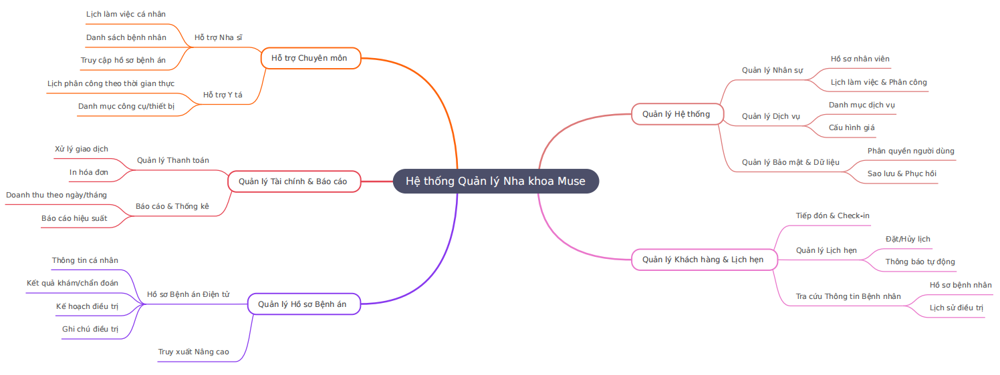 Hệ thống Quản lý Nha khoa Muse
Hỗ trợ Chuyên môn
Hỗ trợ Nha sĩ
Lịch làm việc cá nhân
Danh sách bệnh nhân
Truy cập hồ sơ bệnh án
Hỗ trợ Y tá
Lịch phân công theo thời gian thực
Danh mục công cụ/thiết bị
Quản lý Tài chính & Báo cáo
Quản lý Thanh toán
Xử lý giao dịch
In hóa đơn
Báo cáo & Thống kê
Doanh thu theo ngày/tháng
Báo cáo hiệu suất
Quản lý Hồ sơ Bệnh án
Hồ sơ Bệnh án Điện tử
Thông tin cá nhân
Kết quả khám/chẩn đoán
Kế hoạch điều trị
Ghi chú điều trị
Truy xuất Nâng cao
Quản lý Hệ thống
Quản lý Nhân sự
Hồ sơ nhân viên
Lịch làm việc & Phân công
Quản lý Dịch vụ
Danh mục dịch vụ
Cấu hình giá
Quản lý Bảo mật & Dữ liệu
Phân quyền người dùng
Sao lưu & Phục hồi
Quản lý Khách hàng & Lịch hẹn
Tiếp đón & Check-in
Quản lý Lịch hẹn
Đặt/Hủy lịch
Thông báo tự động
Tra cứu Thông tin Bệnh nhân
Hồ sơ bệnh nhân
Lịch sử điều trị